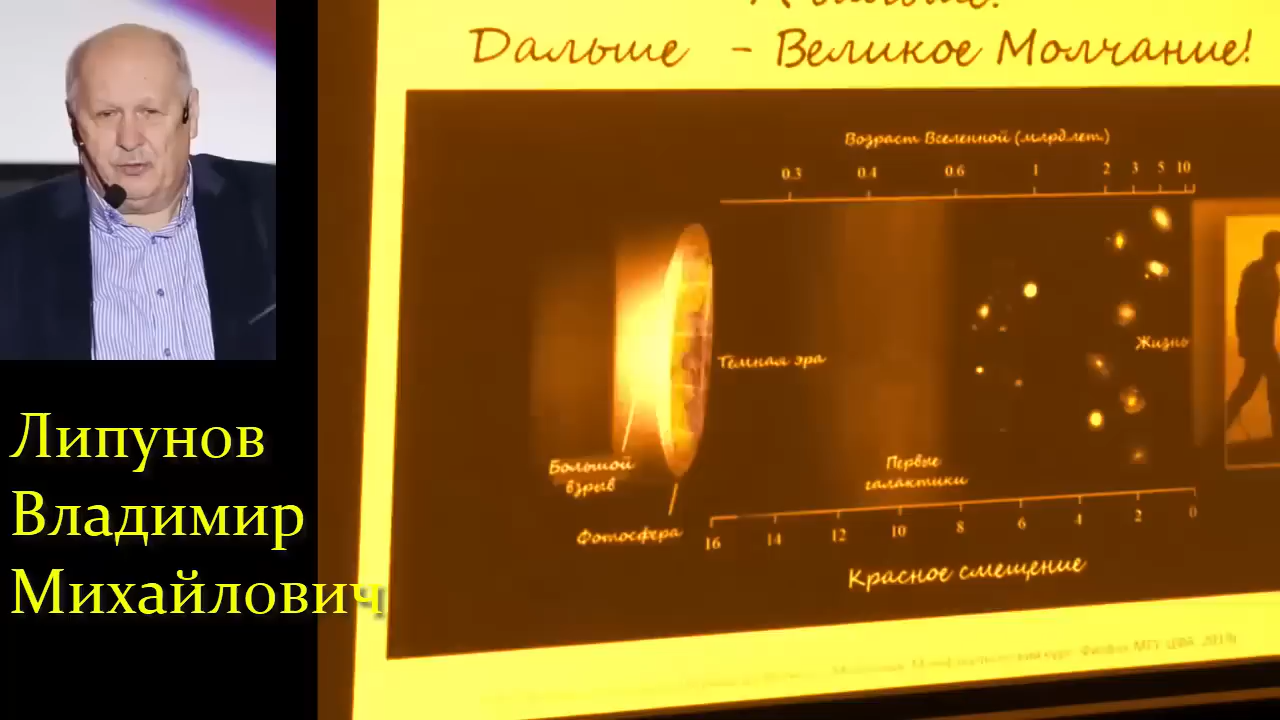 Дальше - Великое Молчание!
Возраст Вселенной (млрд лет)
0.3 0.4 0.6 1 2 3 5 10
Темная эра
Жизнь
Большой
взрыв
Первые
галактики
Фотосфера
16 14 12 10 8 6 4 2 0
Красное смещение
МГУ
Липунов
Владимир
Михайлович